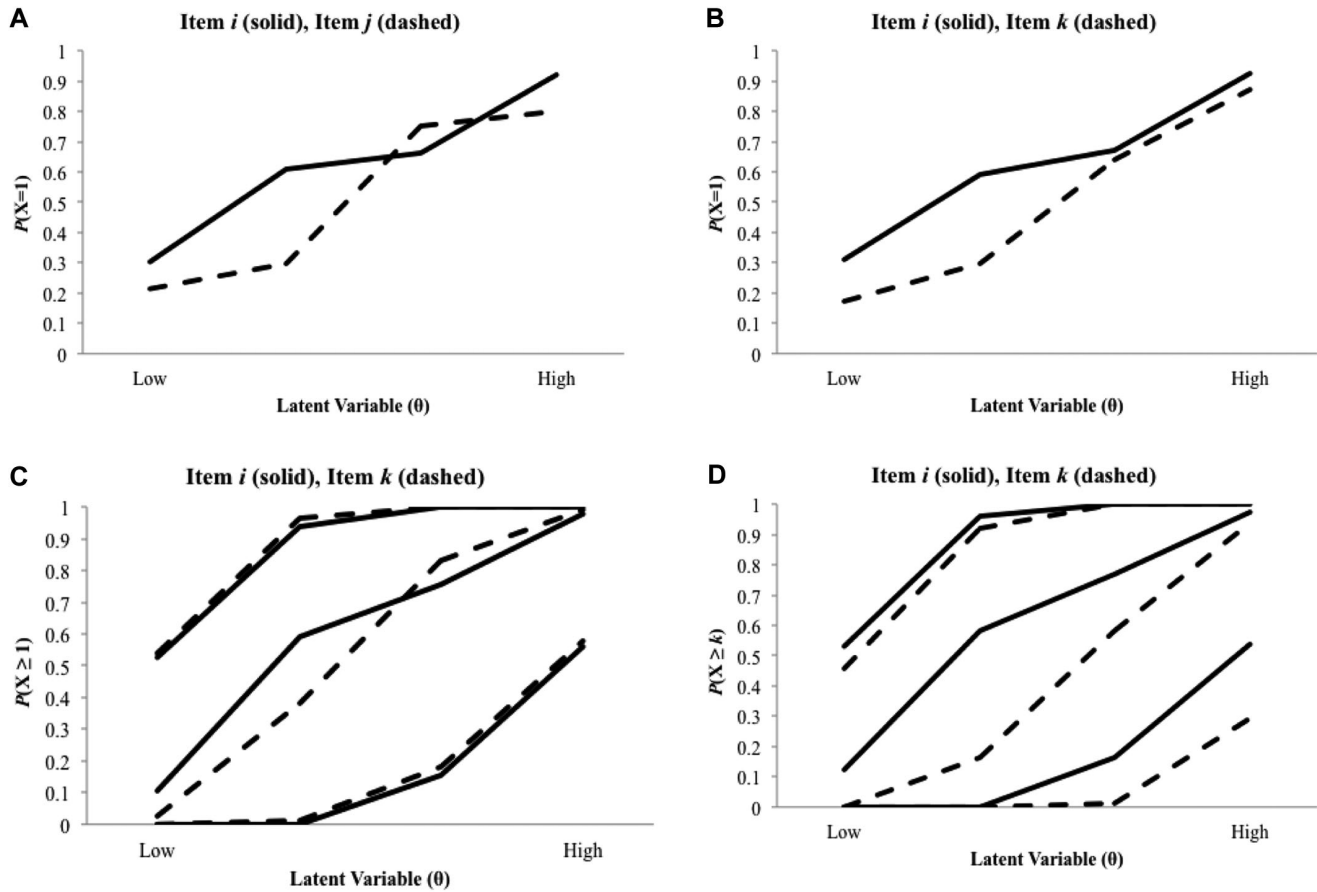 A
Item i (solid), Item j (dashed)
P(X=1)
1
0.9
0.8
0.7
0.6
0.5
0.4
0.3
0.2
0.1
0
Low
High
Latent Variable (θ)
B
Item i (solid), Item k (dashed)
P(X=1)
1
0.9
0.8
0.7
0.6
0.5
0.4
0.3
0.2
0.1
0
Low
High
Latent Variable (θ)
C
Item i (solid), Item k (dashed)
P(X ≥ 1)
1
0.9
0.8
0.7
0.6
0.5
0.4
0.3
0.2
0.1
0
Low
High
Latent Variable (θ)
D
Item i (solid), Item k (dashed)
P(X ≥ k)
1
0.9
0.8
0.7
0.6
0.5
0.4
0.3
0.2
0.1
0
Low
High
Latent Variable (θ)